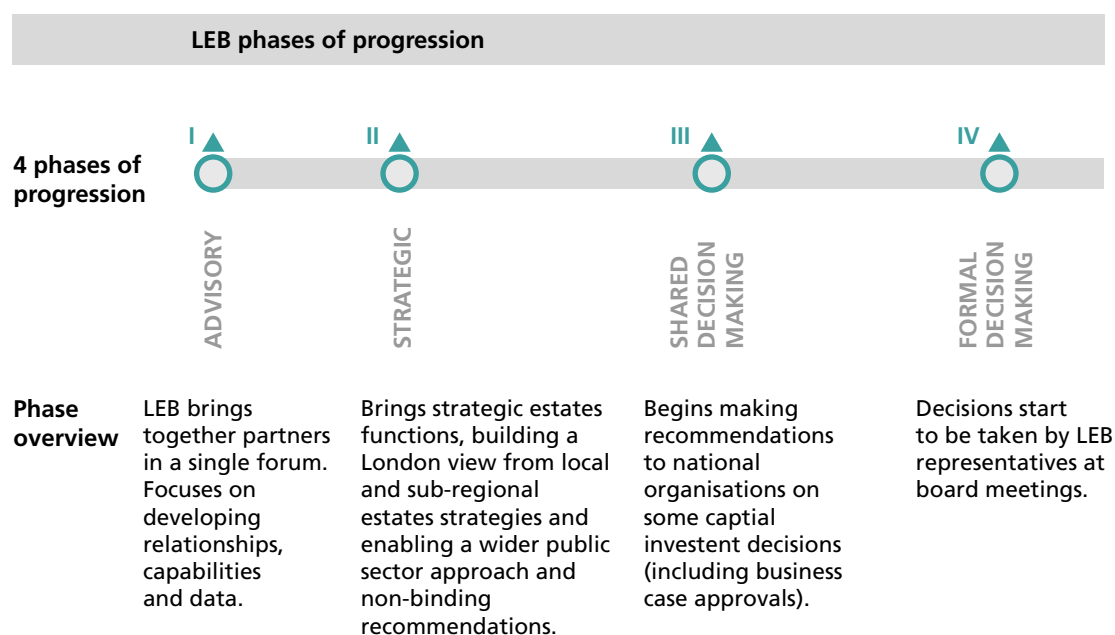 LEB phases of progression
I
II
III
IV
4 phases of
progression
ADVISORY
STRATEGIC
SHARED
DECISION
MAKING
FORMAL
DECISION
MAKING
Phase
overview
LEB brings
together partners
in a single forum.
Focuses on
developing
relationships,
capabilities
and data.
Brings strategic estates
functions, building a
London view from local
and sub-regional
estates strategies and
enabling a wider public
sector approach and
non-binding
recommendations.
Begins making
recommendations
to national
organisations on
some captial
investent decisions
(including business
case approvals).
Decisions start
to be taken by LEB
representatives at
board meetings.